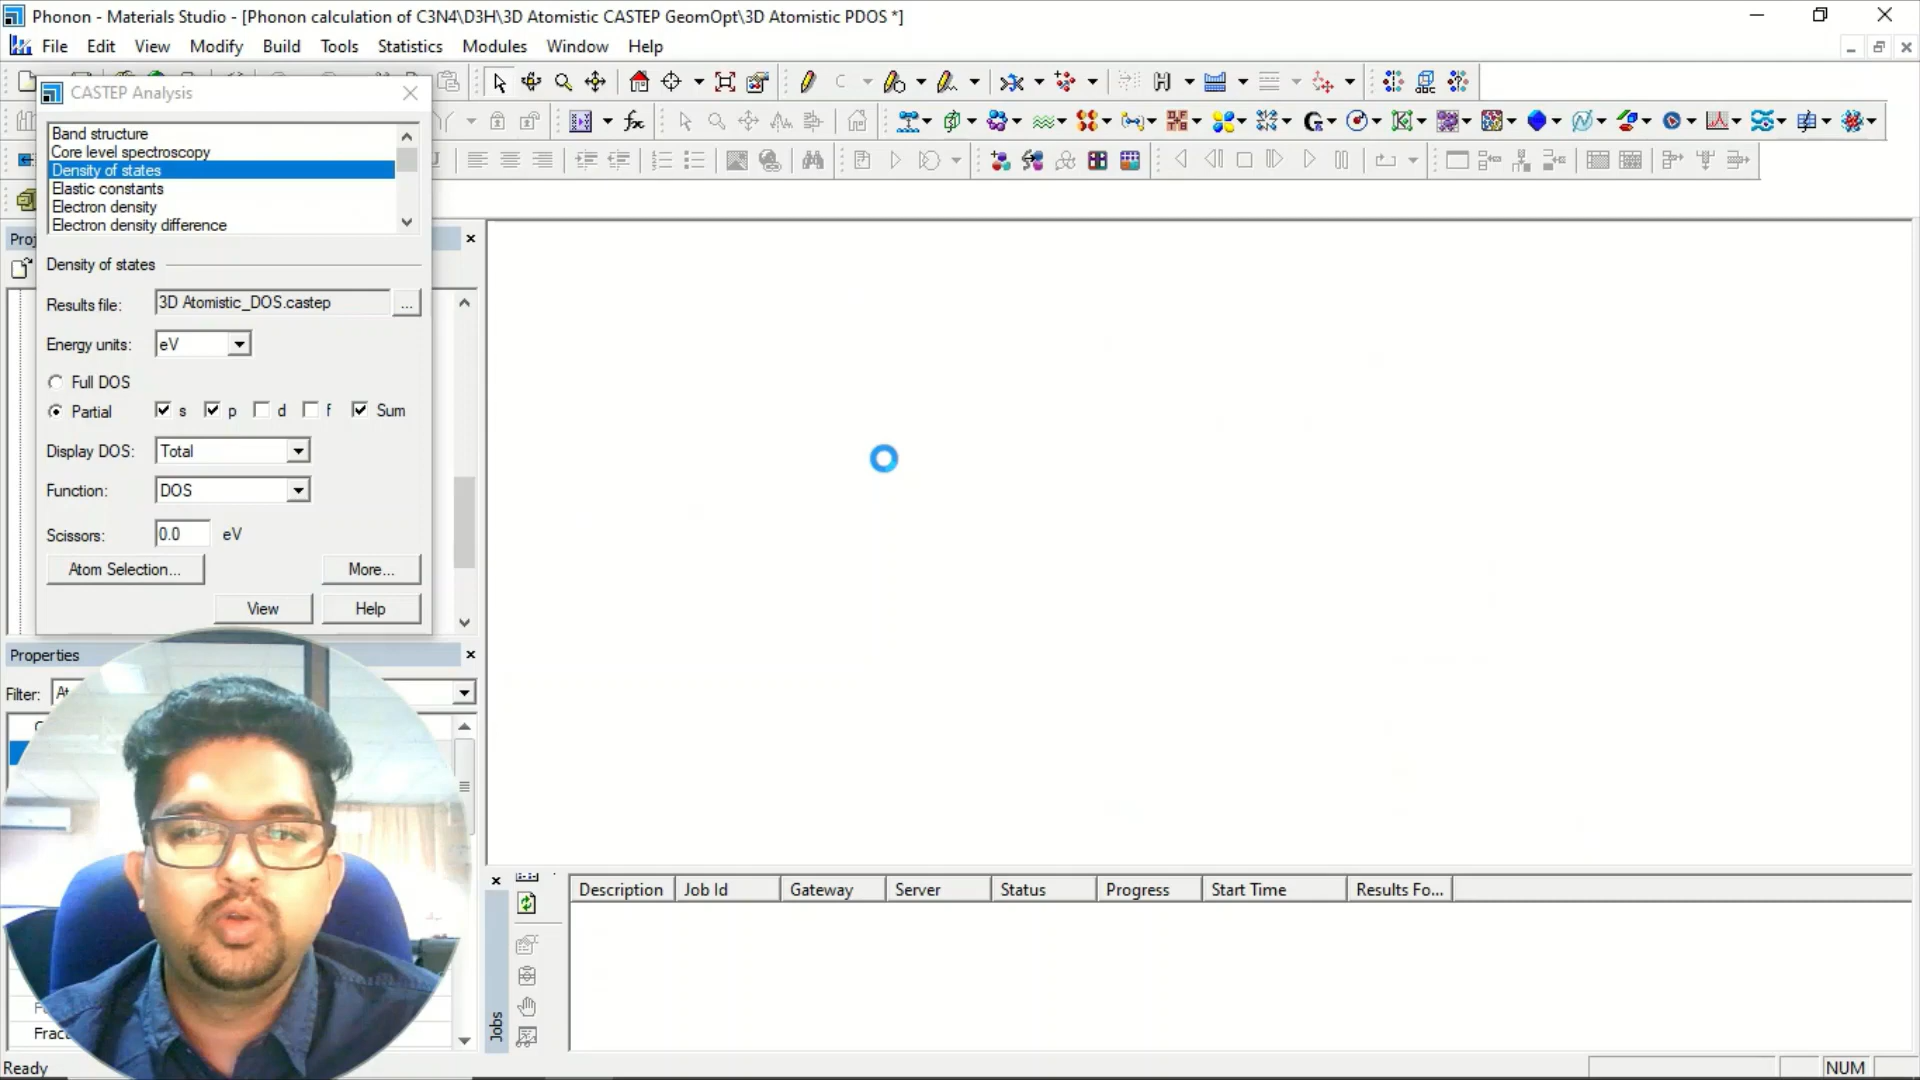 Phonon - Materials Studio - [Phonon calculation of C3N4\D3H\3D Atomistic CASTEP GeomOpt\3D Atomistic PDOS *]
File Edit View Modify Build Tools Statistics Modules Window Help
CASTEP Analysis
Band structure
Core level spectroscopy
Density of states
Elastic constants
Electron density
Electron density difference
Density of states
Results file: 3D Atomistic_DOS.castep ...
Energy units: eV
Full DOS
Partial s p d f Sum
Display DOS: Total
Function: DOS
Scissors: 0.0 eV
Atom Selection... More...
View Help
Properties
Filter:
Description Job Id Gateway Server Status Progress Start Time Results Fo...
Jobs
Ready NUM